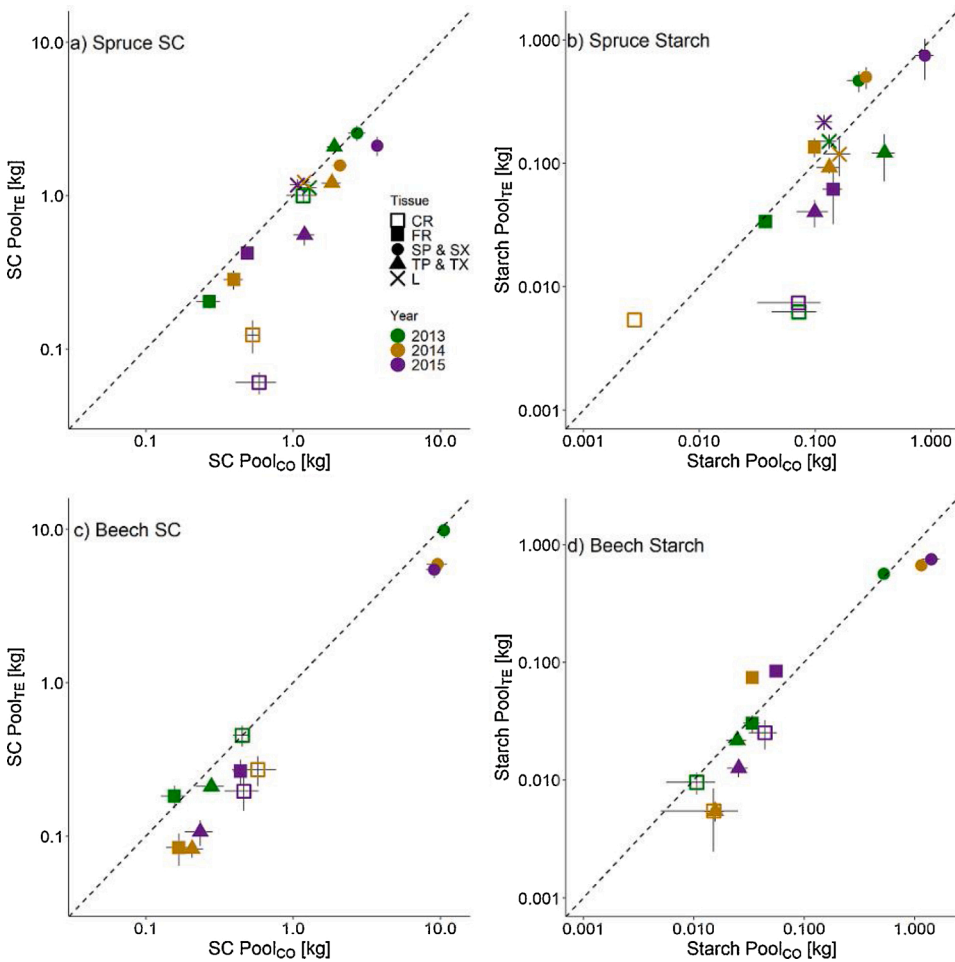 a) Spruce SC
10.0
1.0
0.1
SC Pool_TE [kg]
Tissue
CR
FR
SP & SX
TP & TX
L
Year
2013
2014
2015
0.1 1.0 10.0
SC Pool_CO [kg]
b) Spruce Starch
1.000
0.100
0.010
0.001
Starch Pool_TE [kg]
0.001 0.010 0.100 1.000
Starch Pool_CO [kg]
c) Beech SC
10.0
1.0
0.1
SC Pool_TE [kg]
0.1 1.0 10.0
SC Pool_CO [kg]
d) Beech Starch
1.000
0.100
0.010
0.001
Starch Pool_TE [kg]
0.001 0.010 0.100 1.000
Starch Pool_CO [kg]